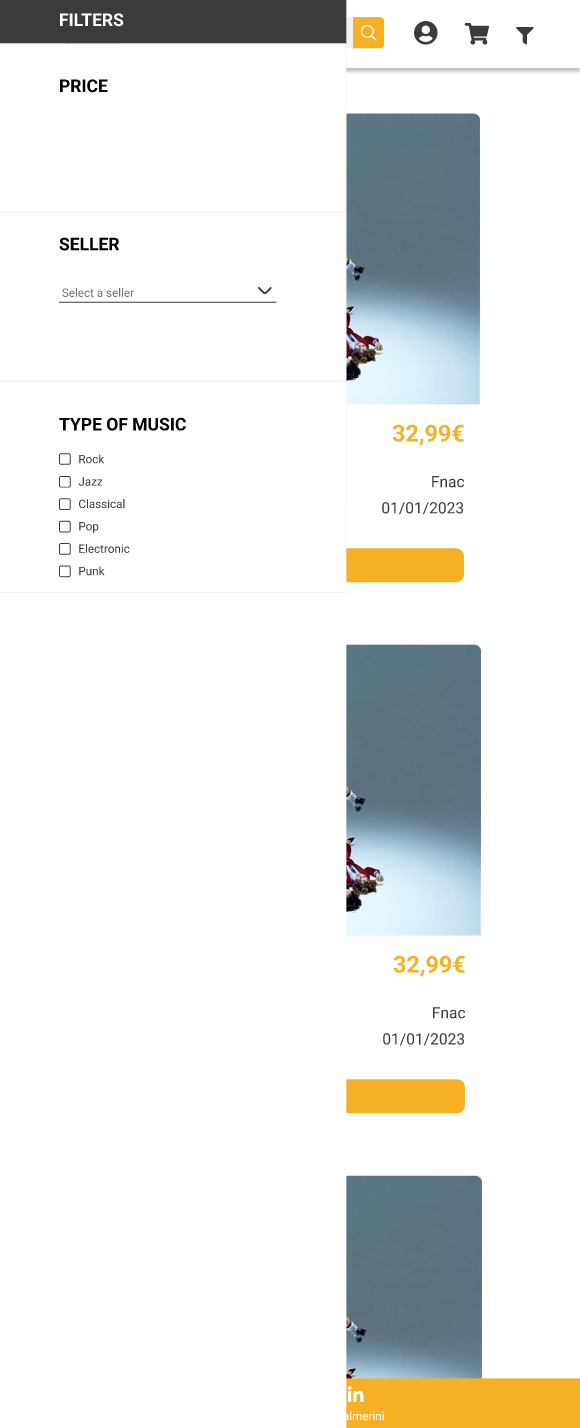 FILTERS
PRICE
SELLER
Select a seller
TYPE OF MUSIC
Rock
Jazz
Classical
Pop
Electronic
Punk
32,99€
Fnac
01/01/2023
32,99€
Fnac
01/01/2023
in
almerini